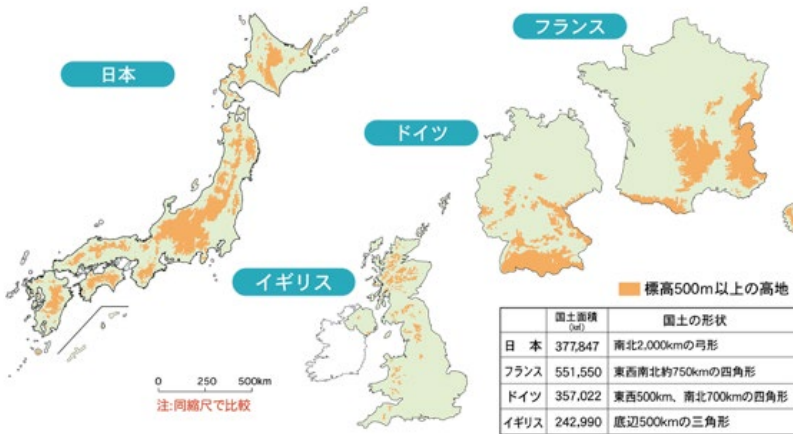 日本
フランス
ドイツ
イギリス
標高500m以上の高地
0 250 500km
注:同縮尺で比較
国土面積 国土の形状
(㎢)
日 本 377,847 南北2,000kmの弓形
フランス 551,550 東西南北約750kmの四角形
ドイツ 357,022 東西500km、南北700kmの四角形
イギリス 242,990 底辺500kmの三角形